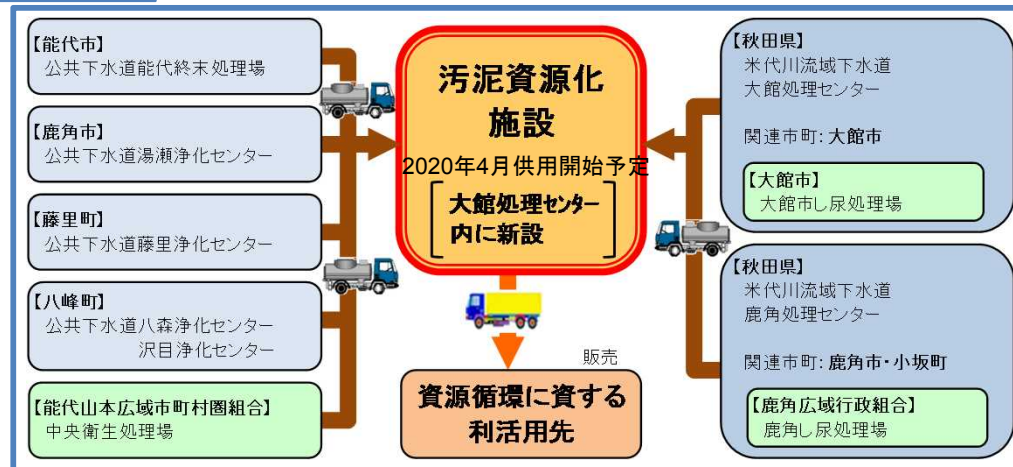 【能代市】
公共下水道能代終末処理場
【鹿角市】
公共下水道湯瀬浄化センター
【藤里町】
公共下水道藤里浄化センター
【八峰町】
公共下水道八森浄化センター
沢目浄化センター
【能代山本広域市町村圏組合】
中央衛生処理場
汚泥資源化
施設
2020年4月供用開始予定
大館処理センター
内に新設
販売
資源循環に資する
利活用先
【秋田県】
米代川流域下水道
大館処理センター
関連市町:大館市
【大館市】
大館市し尿処理場
【秋田県】
米代川流域下水道
鹿角処理センター
関連市町:鹿角市・小坂町
【鹿角広域行政組合】
鹿角し尿処理場